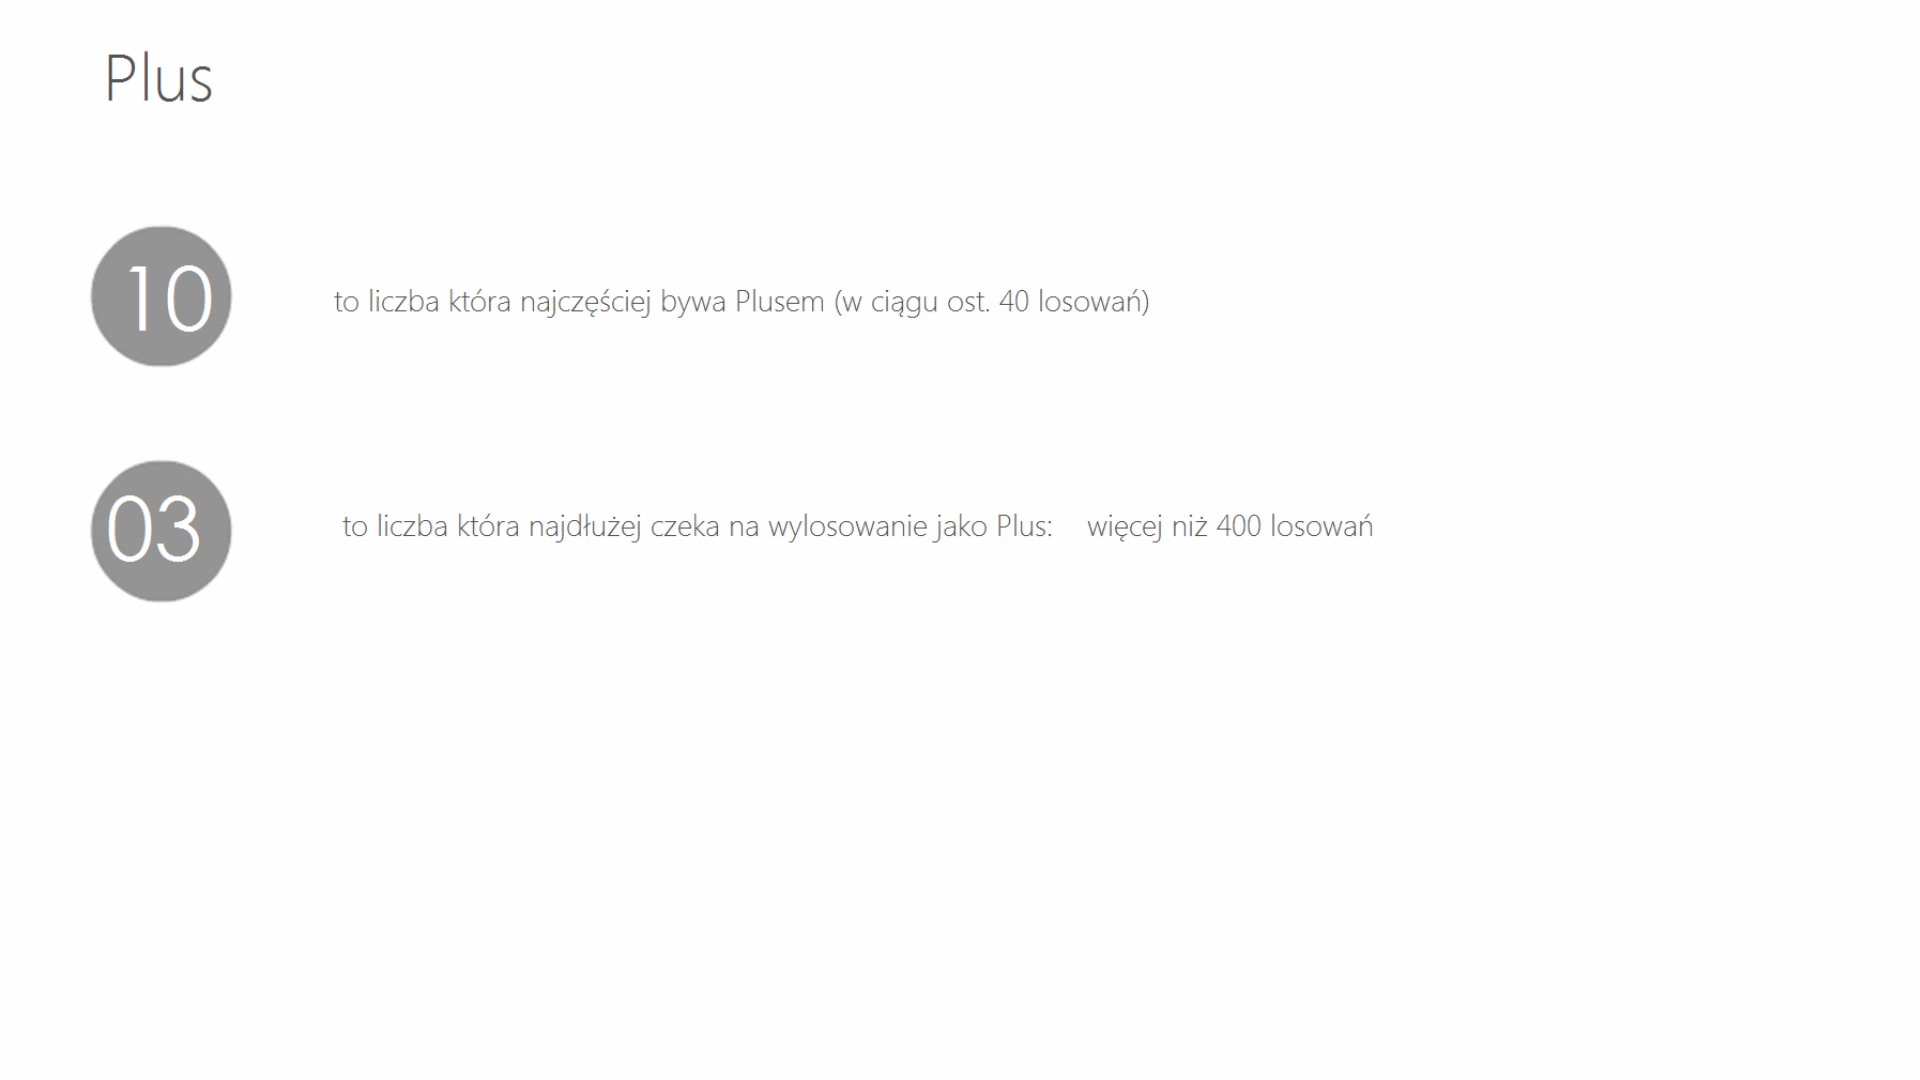 Plus
10 to liczba która najczęściej bywa Plusem (w ciągu ost. 40 losowań)
03 to liczba która najdłużej czeka na wylosowanie jako Plus: więcej niż 400 losowań